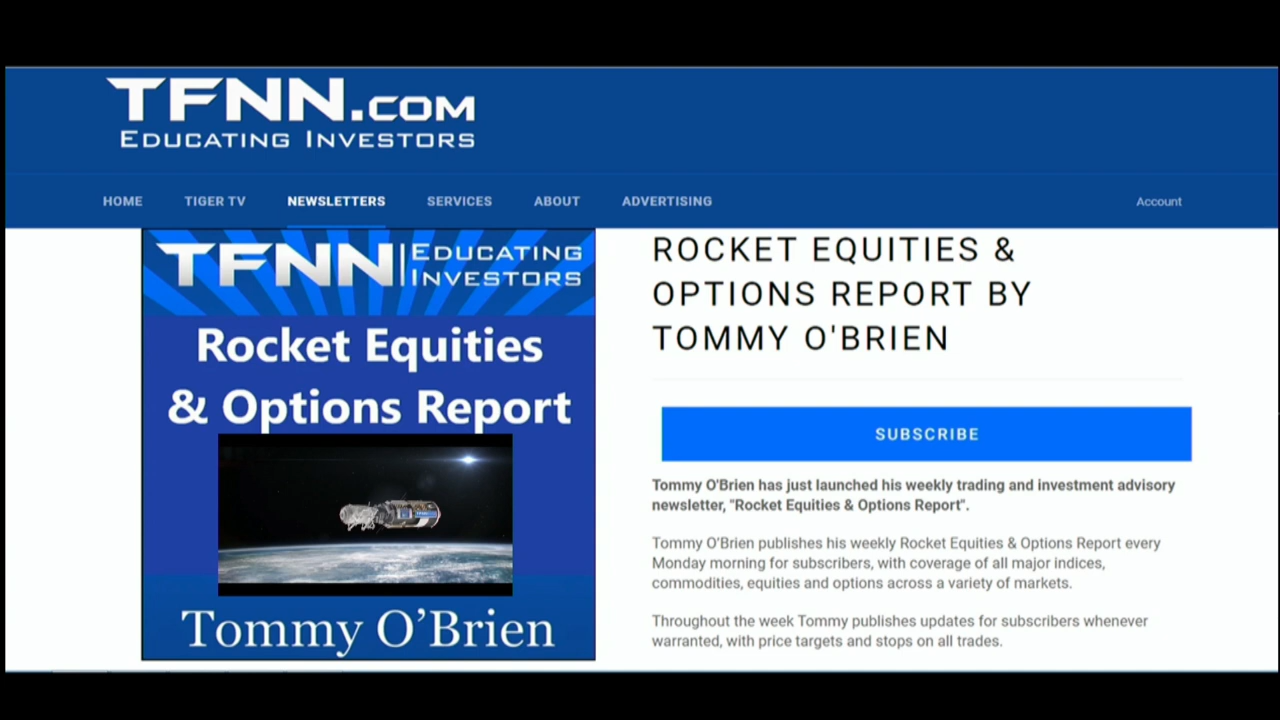 TFNN.COM
EDUCATING INVESTORS
HOME TIGER TV NEWSLETTERS SERVICES ABOUT ADVERTISING Account
TFNN | EDUCATING
INVESTORS
Rocket Equities
& Options Report
Tommy O’Brien
ROCKET EQUITIES &
OPTIONS REPORT BY
TOMMY O'BRIEN
SUBSCRIBE
Tommy O'Brien has just launched his weekly trading and investment advisory
newsletter, "Rocket Equities & Options Report".
Tommy O'Brien publishes his weekly Rocket Equities & Options Report every
Monday morning for subscribers, with coverage of all major indices,
commodities, equities and options across a variety of markets.
Throughout the week Tommy publishes updates for subscribers whenever
warranted, with price targets and stops on all trades.